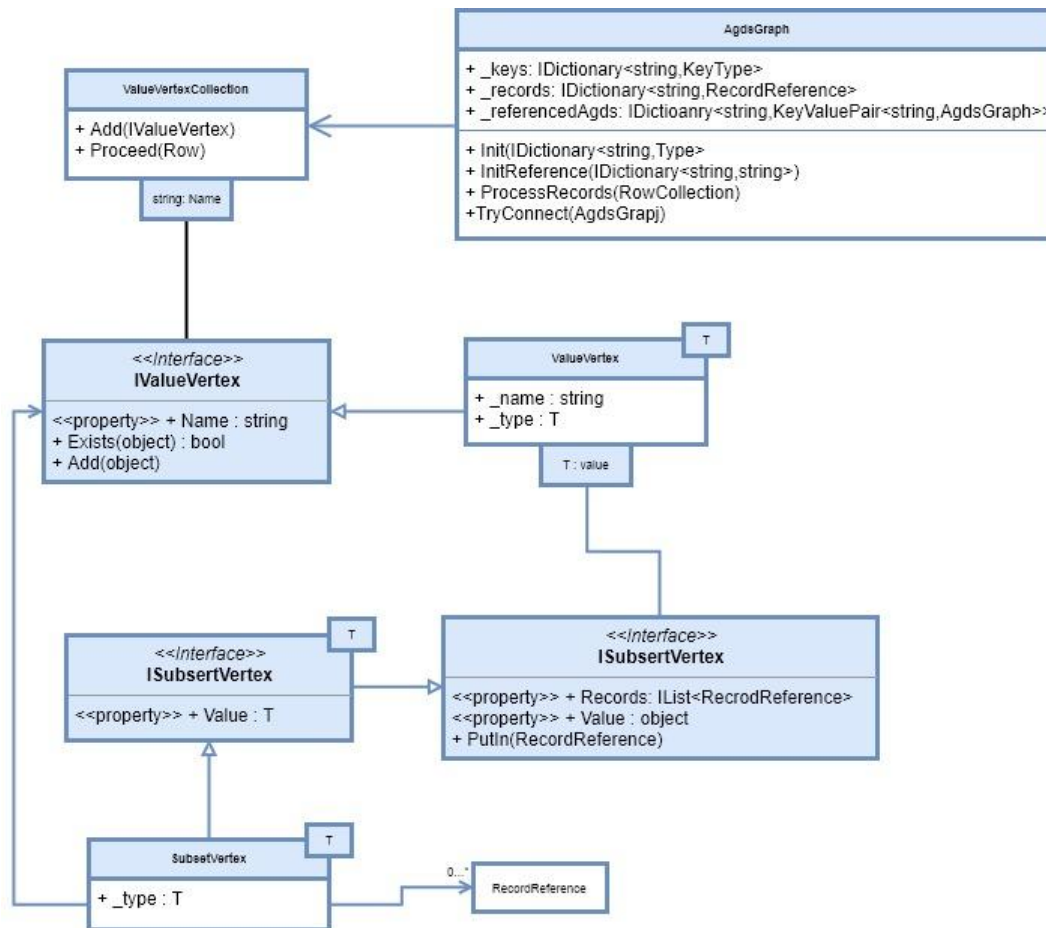 AgdsGraph
+ _keys: IDictionary<string,KeyType>
+ _records: IDictionary<string,RecordReference>
+ _referencedAgds: IDictioanry<string,KeyValuePair<string,AgdsGraph>>
+ Init(IDictionary<string,Type>
+ InitReference(IDictionary<string,string>)
+ ProcessRecords(RowCollection)
+TryConnect(AgdsGrapj)
ValueVertexCollection
+ Add(IValueVertex)
+ Proceed(Row)
string: Name
<<Interface>>
IValueVertex
<<property>> + Name : string
+ Exists(object) : bool
+ Add(object)
T
ValueVertex
+ _name : string
+ _type : T
T : value
T
<<Interface>>
ISubsertVertex
<<property>> + Value : T
<<Interface>>
ISubsertVertex
<<property>> + Records: IList<RecrodReference>
<<property>> + Value : object
+ PutIn(RecordReference)
T
SubsetVertex
+ _type : T
0...*
RecordReference